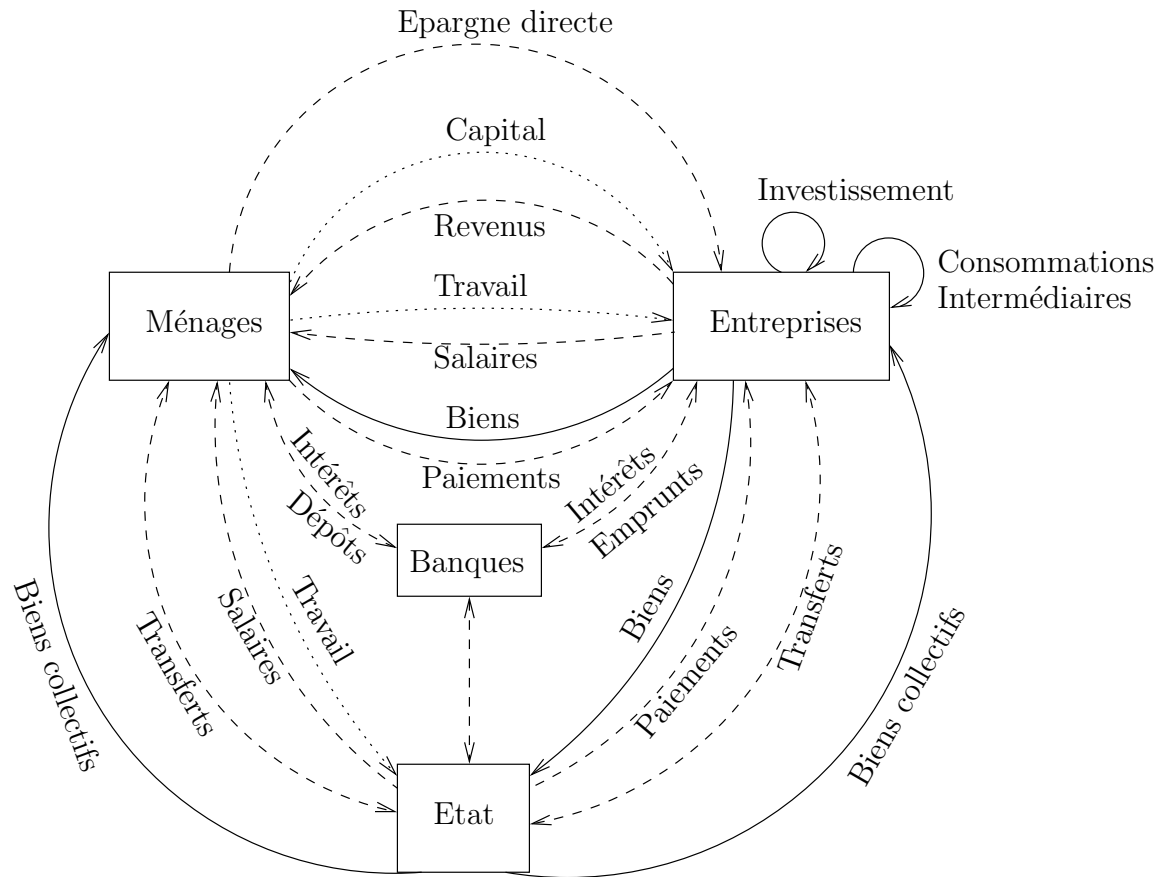 Epargne directe
Capital
Investissement
Revenus
Consommations
Intermédiaires
Travail
Ménages
Entreprises
Salaires
Biens
Paiements
Intérêts
Dépôts
Intérêts
Emprunts
Banques
Biens collectifs
Transferts
Salaires
Travail
Biens
Paiements
Transferts
Biens collectifs
Etat